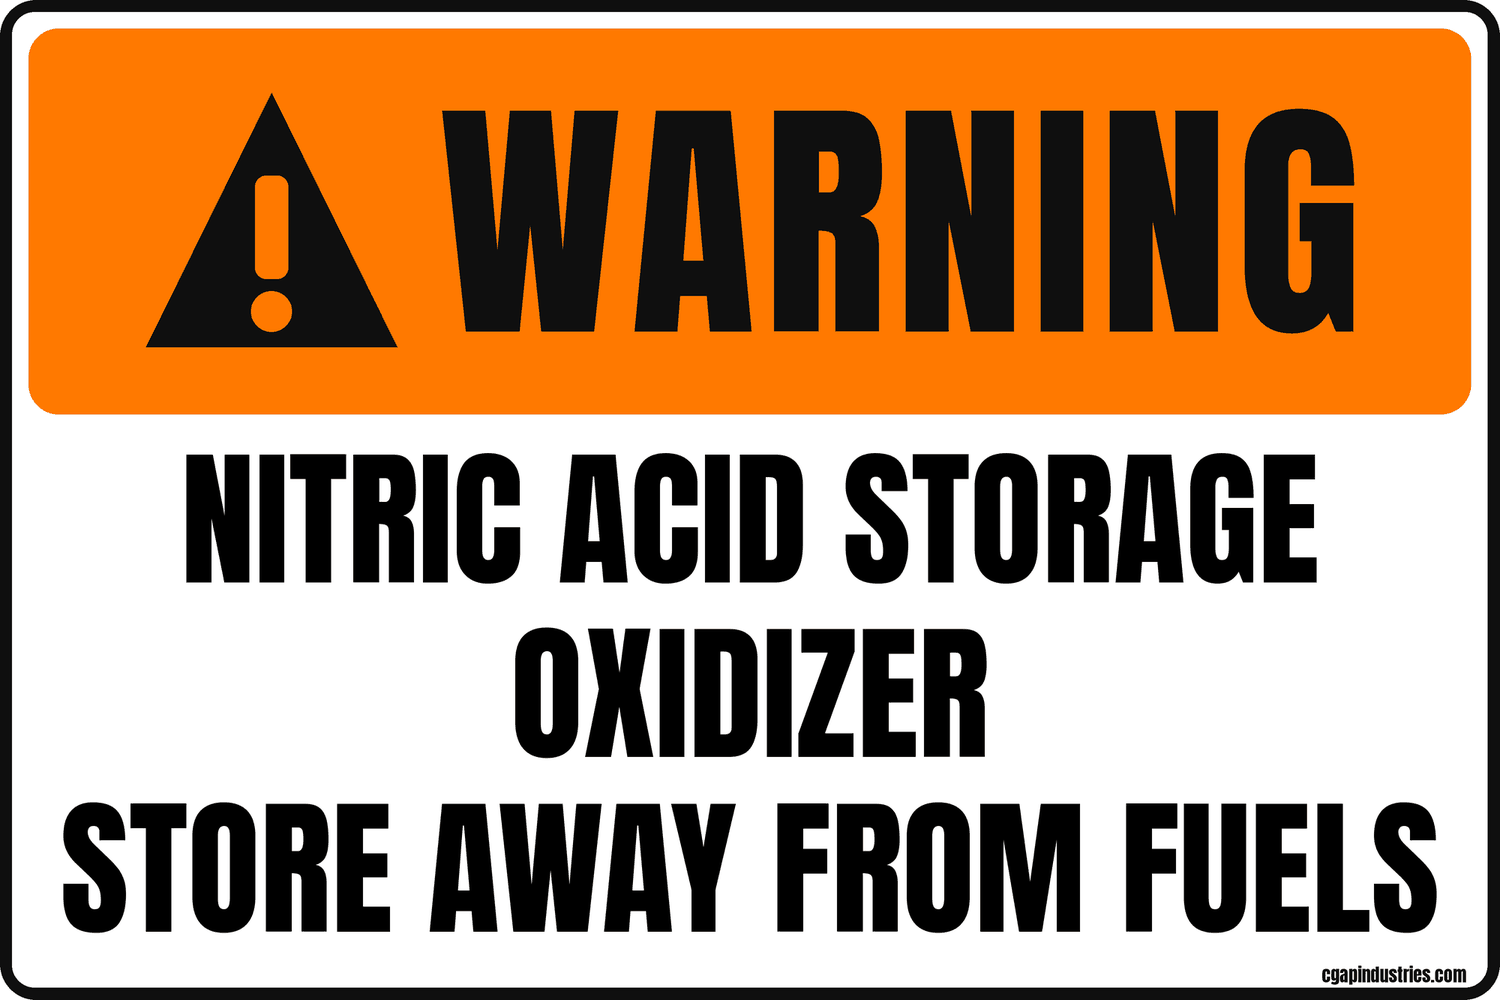 WARNING
NITRIC ACID STORAGE
OXIDIZER
STORE AWAY FROM FUELS
cgapindustries.com